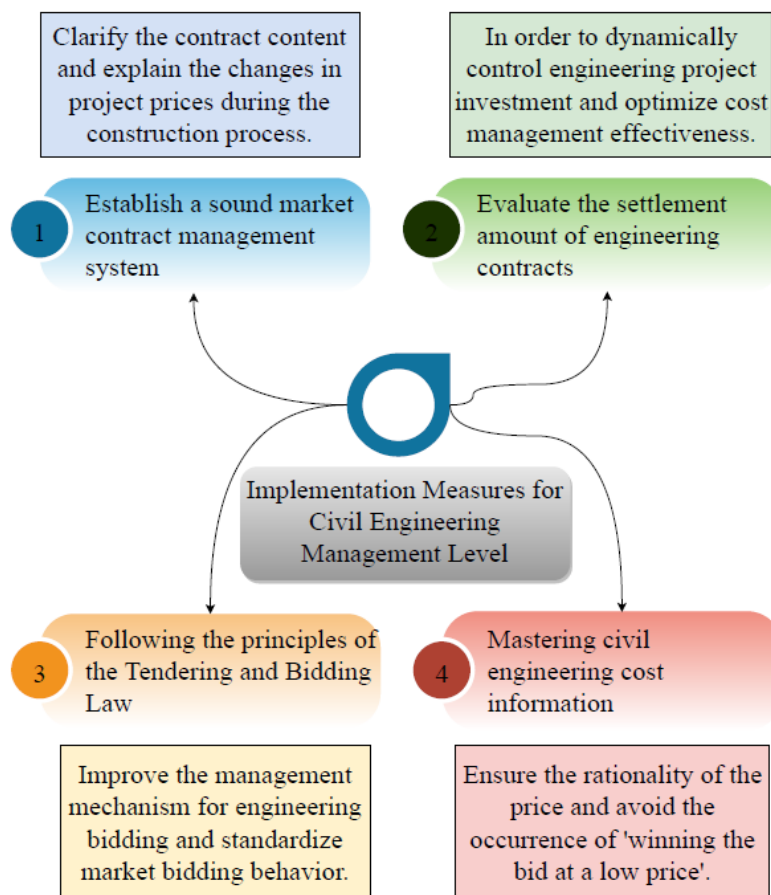 Clarify the contract content
and explain the changes in
project prices during the
construction process.
In order to dynamically
control engineering project
investment and optimize cost
management effectiveness.
1
Establish a sound market
contract management
system
2
Evaluate the settlement
amount of engineering
contracts
Implementation Measures for
Civil Engineering
Management Level
3
Following the principles of
the Tendering and Bidding
Law
4
Mastering civil
engineering cost
information
Improve the management
mechanism for engineering
bidding and standardize
market bidding behavior.
Ensure the rationality of the
price and avoid the
occurrence of 'winning the
bid at a low price'.